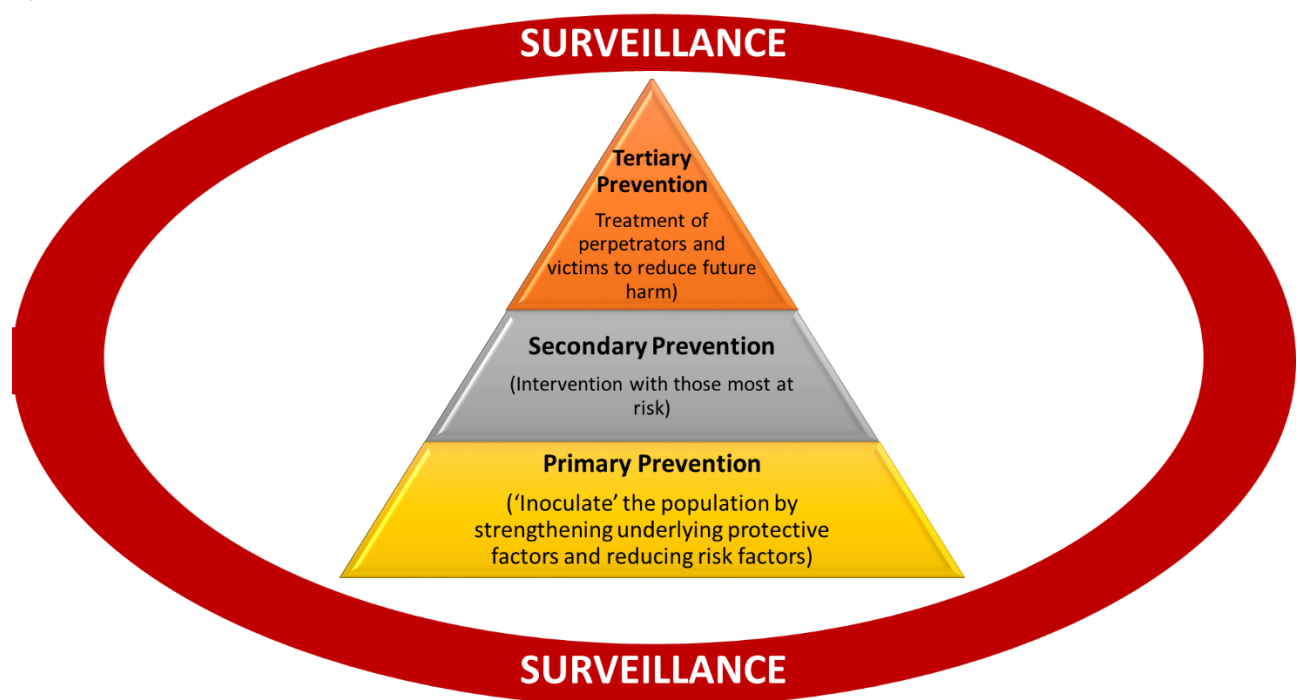 SURVEILLANCE
Tertiary
Prevention
Treatment of
perpetrators and
victims to reduce future
harm)
Secondary Prevention
(Intervention with those most at
risk)
Primary Prevention
(‘Inoculate’ the population by
strengthening underlying protective
factors and reducing risk factors)
SURVEILLANCE